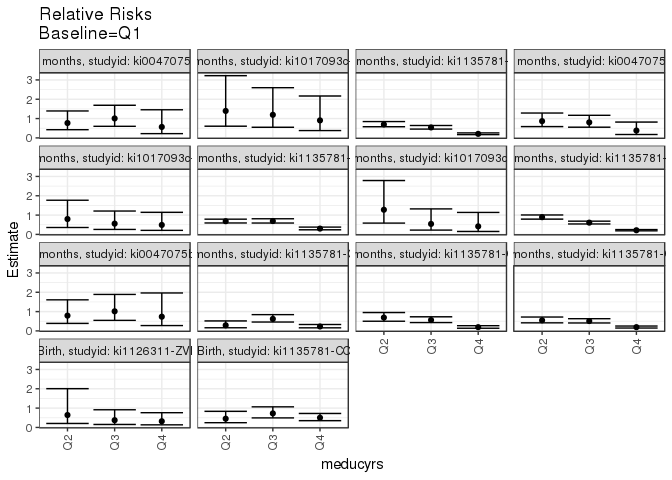 Relative Risks
Baseline=Q1
months, studyid: ki0047075
months, studyid: ki1017093c
months, studyid: ki1135781-
months, studyid: ki0047075
3
2
1
0
months, studyid: ki1017093c
months, studyid: ki1135781-
months, studyid: ki1017093c
months, studyid: ki1135781-
3
2
1
0
Estimate
months, studyid: ki0047075b
months, studyid: ki1135781-
months, studyid: ki1135781-
months, studyid: ki1135781-
3
2
1
0
Q2
Q3
Q4
Q2
Q3
Q4
Birth, studyid: ki1126311-ZV
Birth, studyid: ki1135781-CO
3
2
1
0
Q2
Q3
Q4
Q2
Q3
Q4
meducyrs